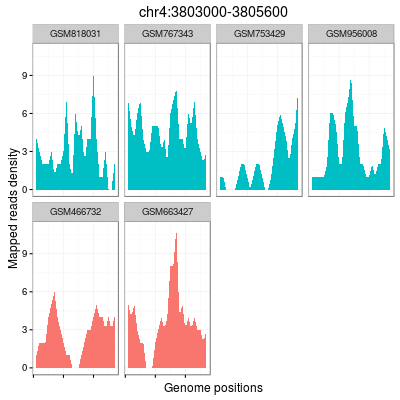 chr4:3803000-3805600
GSM818031 GSM767343 GSM753429 GSM956008
9
6
3
0
GSM466732 GSM663427
9
6
3
0
Mapped reads density
Genome positions